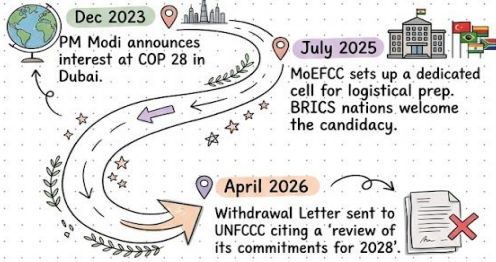 Dec 2023
PM Modi announces
interest at COP 28 in
Dubai.
July 2025
MoEFCC sets up a dedicated
cell for logistical prep.
BRICS nations welcome
the candidacy.
April 2026
Withdrawal Letter sent to
UNFCCC citing a ‘review of
its commitments for 2028’.